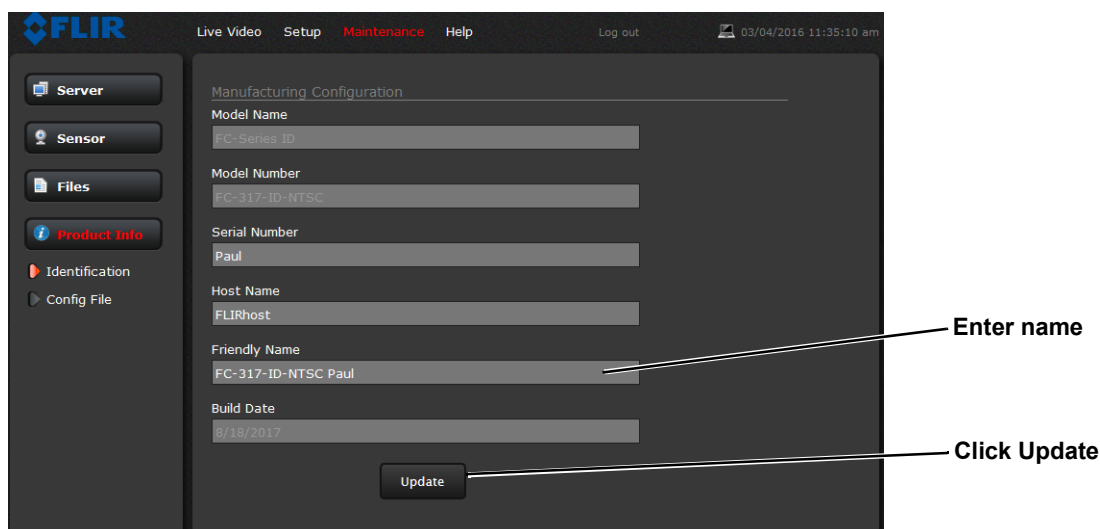 FLIR
Live Video Setup Maintenance Help Log out 03/04/2016 11:35:10 am
Server
Sensor
Files
Product Info
Identification
Config File
Manufacturing Configuration
Model Name
FC-Series ID
Model Number
FC-317-ID-NTSC
Serial Number
Paul
Host Name
FLIRhost
Friendly Name
FC-317-ID-NTSC Paul
Build Date
8/18/2017
Update
Enter name
Click Update